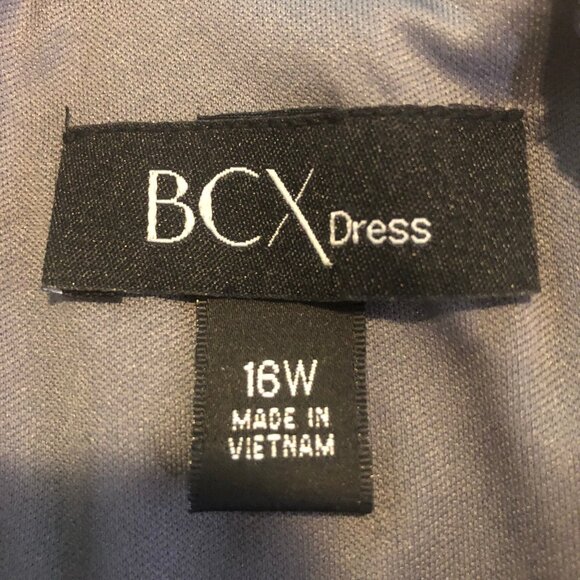 BCX Dress
16W
MADE IN
VIETNAM